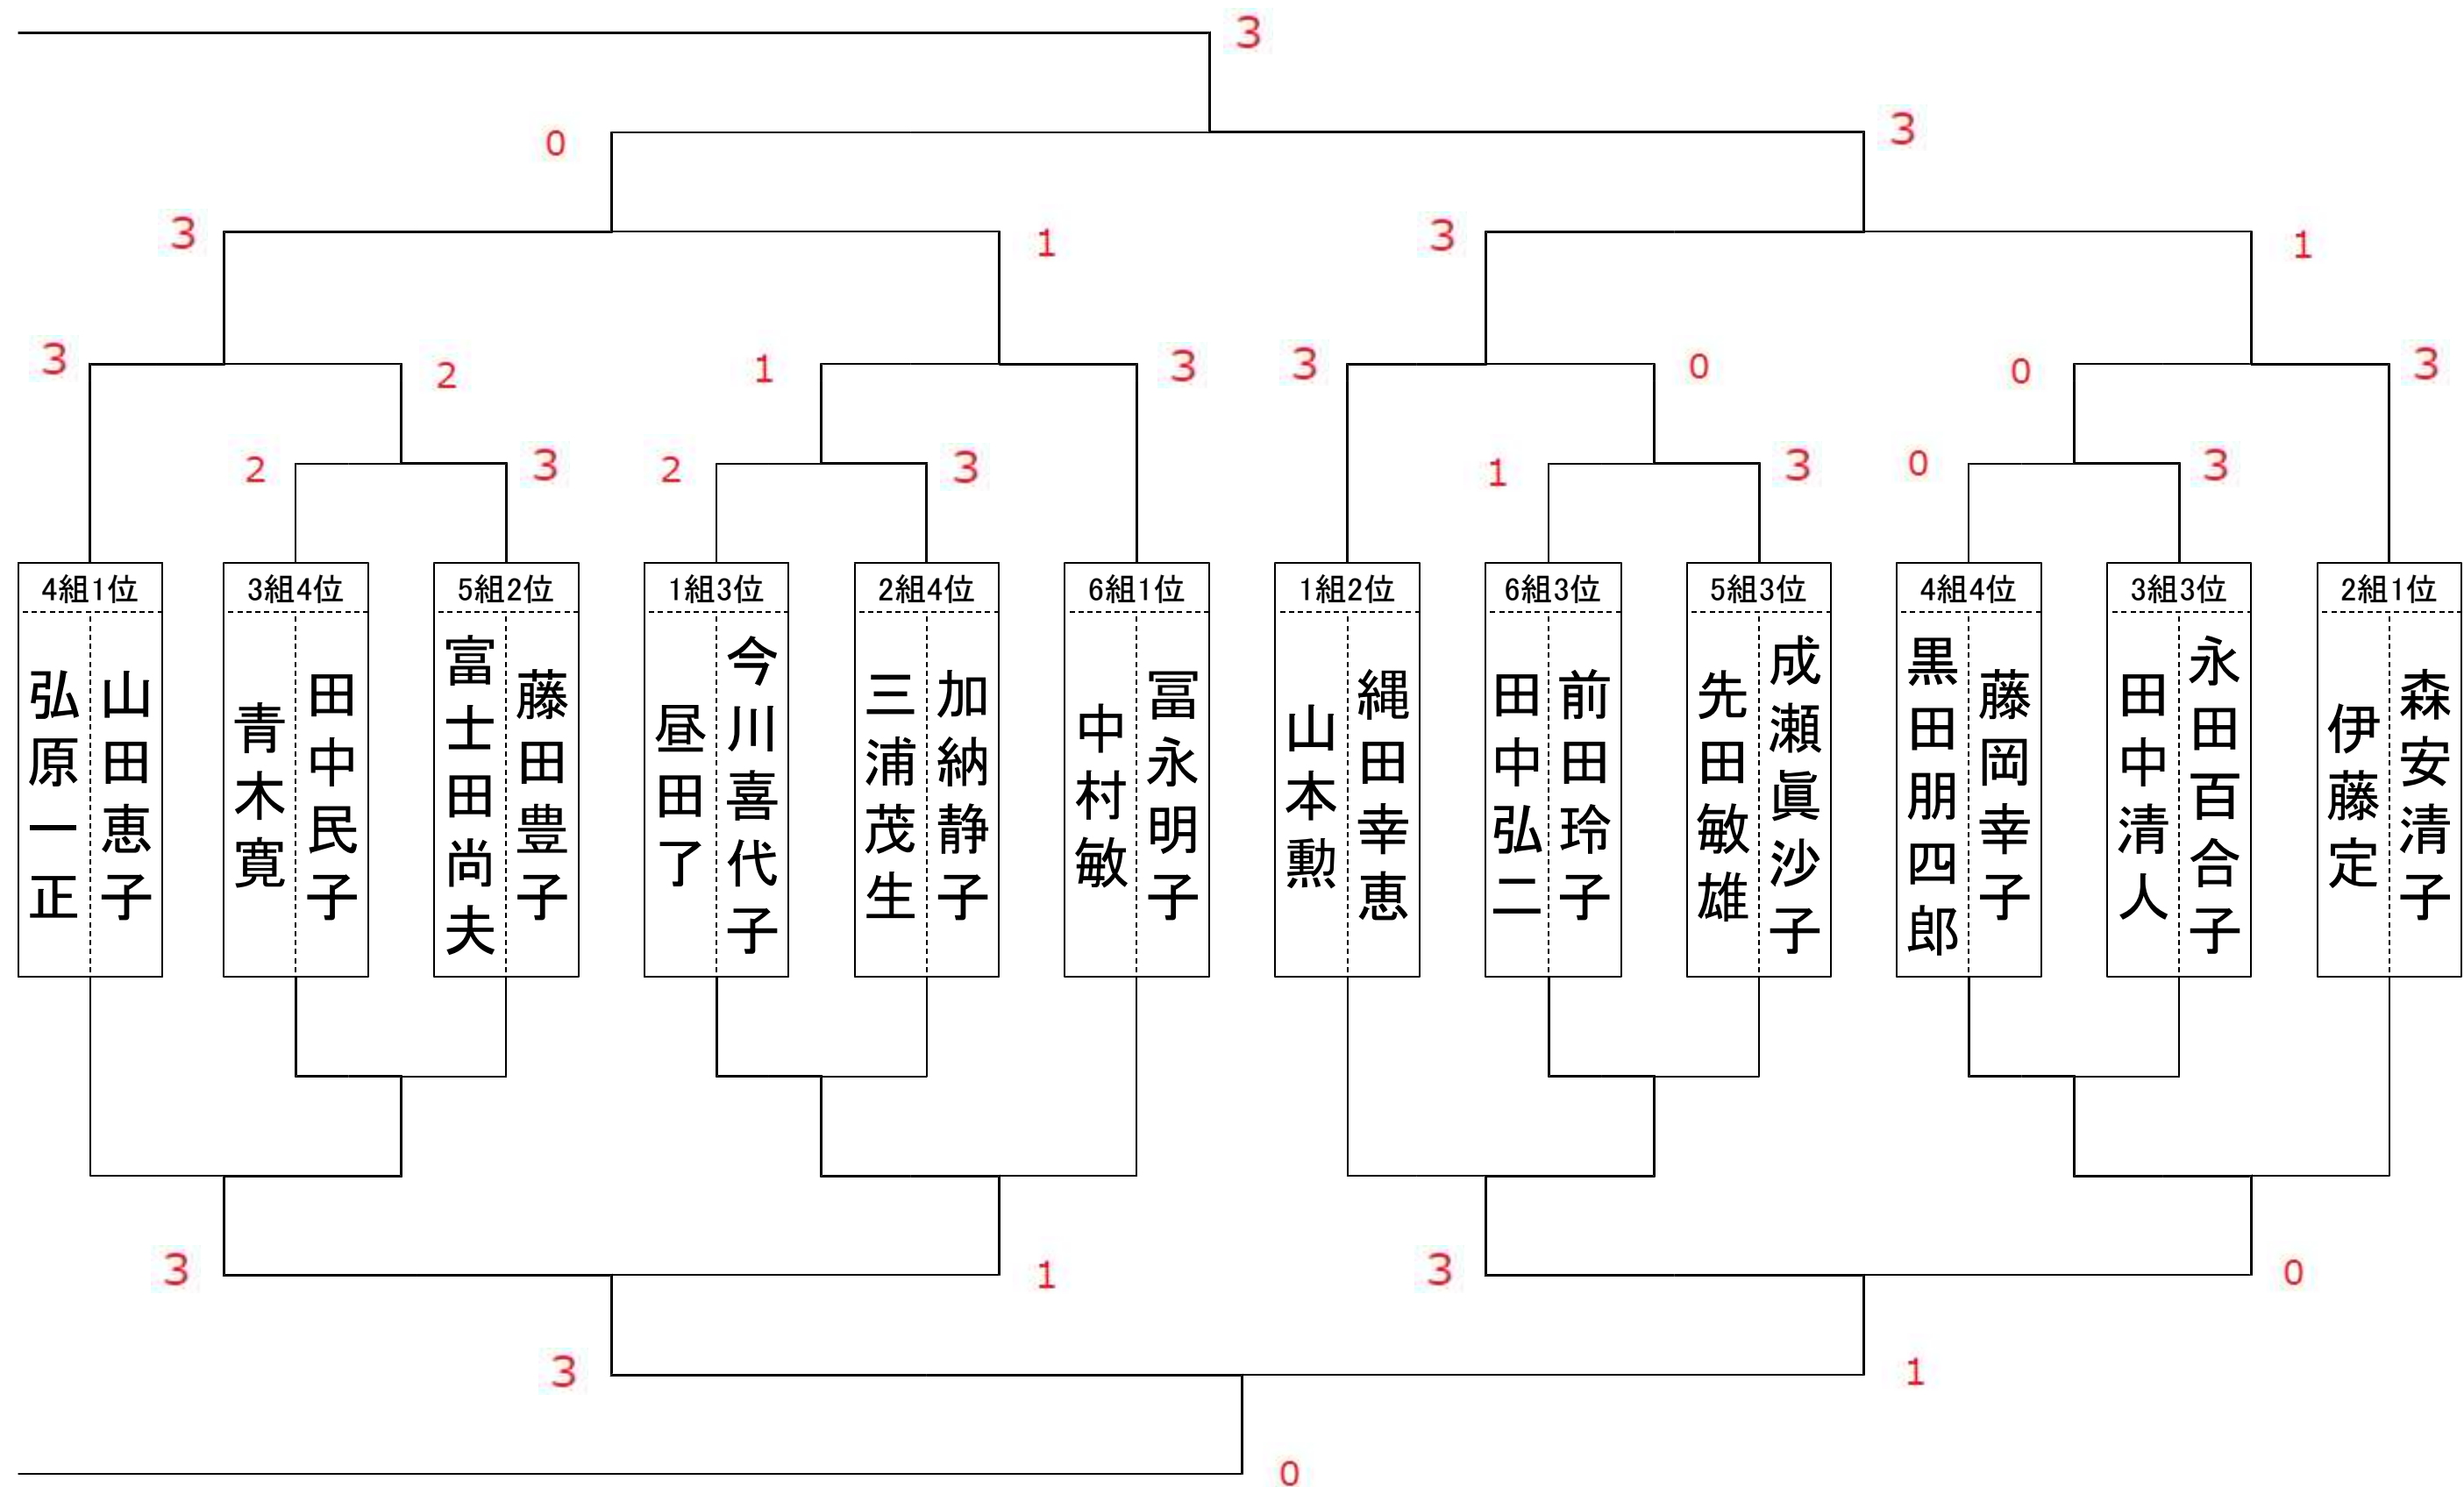 3
3
0
3
1
3
1
3
2
1
3
3
0
0
3
2
3
2
3
1
3
0
3
4組1位
3組4位
5組2位
1組3位
2組4位
6組1位
1組2位
6組3位
5組3位
4組4位
3組3位
2組1位
弘原一正
山田恵子
青木寛
田中民子
富士田尚夫
藤田豊子
昼田了
今川喜代子
三浦茂生
加納静子
中村敏
冨永明子
山本勲
縄田幸恵
田中弘二
前田玲子
先田敏雄
成瀬眞沙子
黒田朋四郎
藤岡幸子
田中清人
永田百合子
伊藤定
森安清子
3
1
3
0
3
1
0